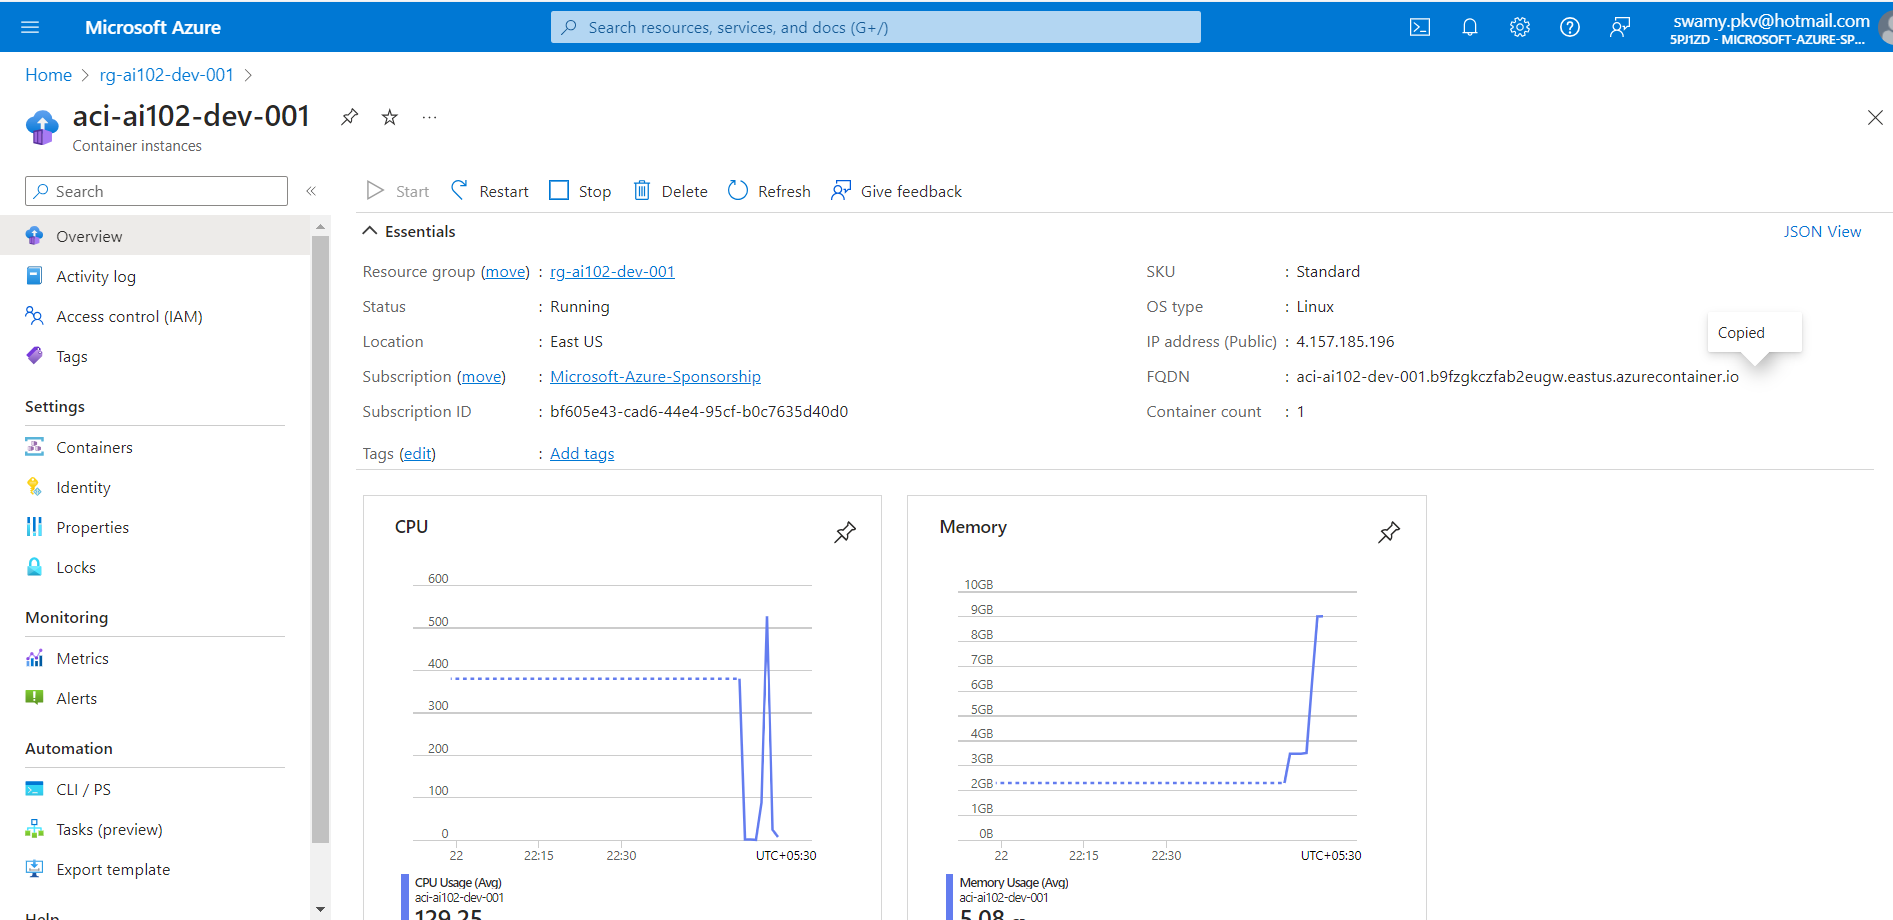 Microsoft Azure
Search resources, services, and docs (G+/)
swamy.pkv@hotmail.com
5PJ1ZD - MICROSOFT-AZURE-SP...
Home > rg-ai102-dev-001 >
aci-ai102-dev-001
Container instances
Search
Start Restart Stop Delete Refresh Give feedback
Overview
Activity log
Access control (IAM)
Tags
Settings
Containers
Identity
Properties
Locks
Monitoring
Metrics
Alerts
Automation
CLI / PS
Tasks (preview)
Export template
Help
Essentials
JSON View
Resource group (move) : rg-ai102-dev-001
Status : Running
Location : East US
Subscription (move) : Microsoft-Azure-Sponsorship
Subscription ID : bf605e43-cad6-44e4-95cf-b0c7635d40d0
Tags (edit) : Add tags
SKU : Standard
OS type : Linux
IP address (Public) : 4.157.185.196
Copied
FQDN : aci-ai102-dev-001.b9fzgkczfab2eugw.eastus.azurecontainer.io
Container count : 1
CPU
600
500
400
300
200
100
0
22 22:15 22:30 UTC+05:30
CPU Usage (Avg)
aci-ai102-dev-001
129.25
Memory
10GB
9GB
8GB
7GB
6GB
5GB
4GB
3GB
2GB
1GB
0B
22 22:15 22:30 UTC+05:30
Memory Usage (Avg)
aci-ai102-dev-001
5.08